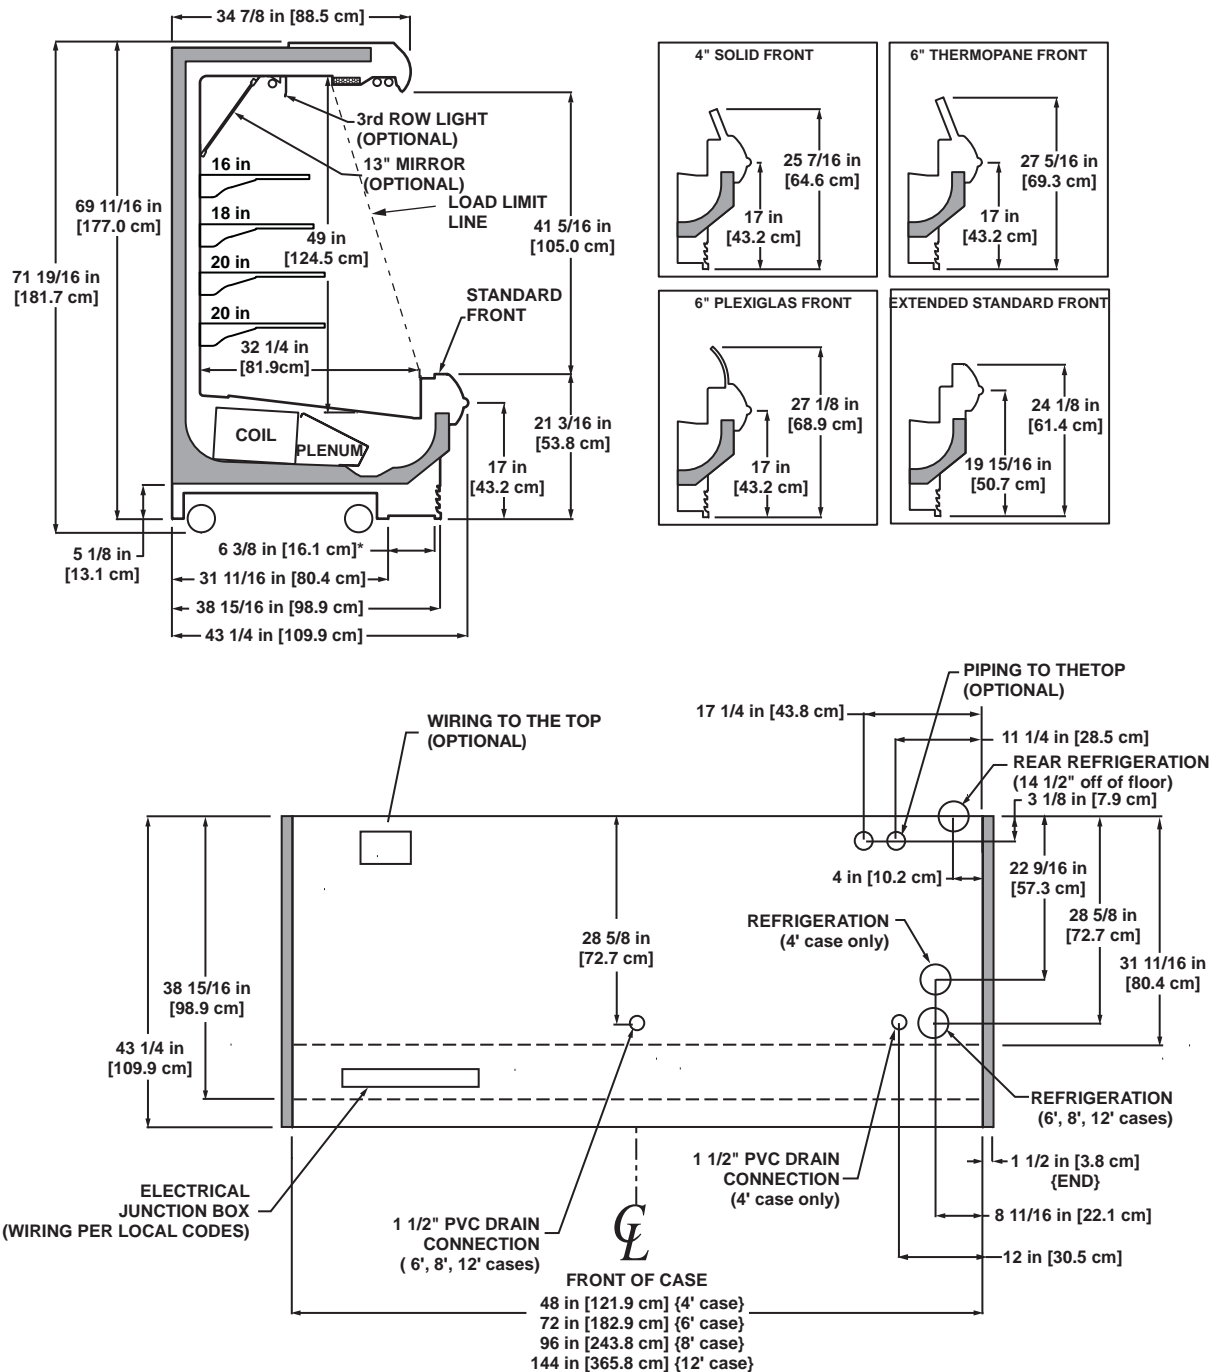 34 7/8 in [88.5 cm]
3rd ROW LIGHT
(OPTIONAL)
13" MIRROR
(OPTIONAL)
16 in
18 in
20 in
20 in
LOAD LIMIT
LINE
69 11/16 in
[177.0 cm]
49 in
[124.5 cm]
41 5/16 in
[105.0 cm]
71 19/16 in
[181.7 cm]
STANDARD
FRONT
32 1/4 in
[81.9cm]
COIL
PLENUM
21 3/16 in
[53.8 cm]
17 in
[43.2 cm]
5 1/8 in
[13.1 cm]
6 3/8 in [16.1 cm]*
31 11/16 in [80.4 cm]
38 15/16 in [98.9 cm]
43 1/4 in [109.9 cm]
4" SOLID FRONT
25 7/16 in
[64.6 cm]
17 in
[43.2 cm]
6" THERMOPANE FRONT
27 5/16 in
[69.3 cm]
17 in
[43.2 cm]
6" PLEXIGLAS FRONT
27 1/8 in
[68.9 cm]
17 in
[43.2 cm]
EXTENDED STANDARD FRONT
24 1/8 in
[61.4 cm]
19 15/16 in
[50.7 cm]
PIPING TO THETOP
(OPTIONAL)
17 1/4 in [43.8 cm]
WIRING TO THE TOP
(OPTIONAL)
11 1/4 in [28.5 cm]
REAR REFRIGERATION
(14 1/2" off of floor)
3 1/8 in [7.9 cm]
4 in [10.2 cm]
22 9/16 in
[57.3 cm]
REFRIGERATION
(4' case only)
28 5/8 in
[72.7 cm]
28 5/8 in
[72.7 cm]
31 11/16 in
[80.4 cm]
38 15/16 in
[98.9 cm]
43 1/4 in
[109.9 cm]
REFRIGERATION
(6', 8', 12' cases)
1 1/2" PVC DRAIN
CONNECTION
(4' case only)
1 1/2 in [3.8 cm]
{END}
ELECTRICAL
JUNCTION BOX
(WIRING PER LOCAL CODES)
1 1/2" PVC DRAIN
CONNECTION
( 6', 8', 12' cases)
CL
8 11/16 in [22.1 cm]
12 in [30.5 cm]
FRONT OF CASE
48 in [121.9 cm] {4' case}
72 in [182.9 cm] {6' case}
96 in [243.8 cm] {8' case}
144 in [365.8 cm] {12' case}